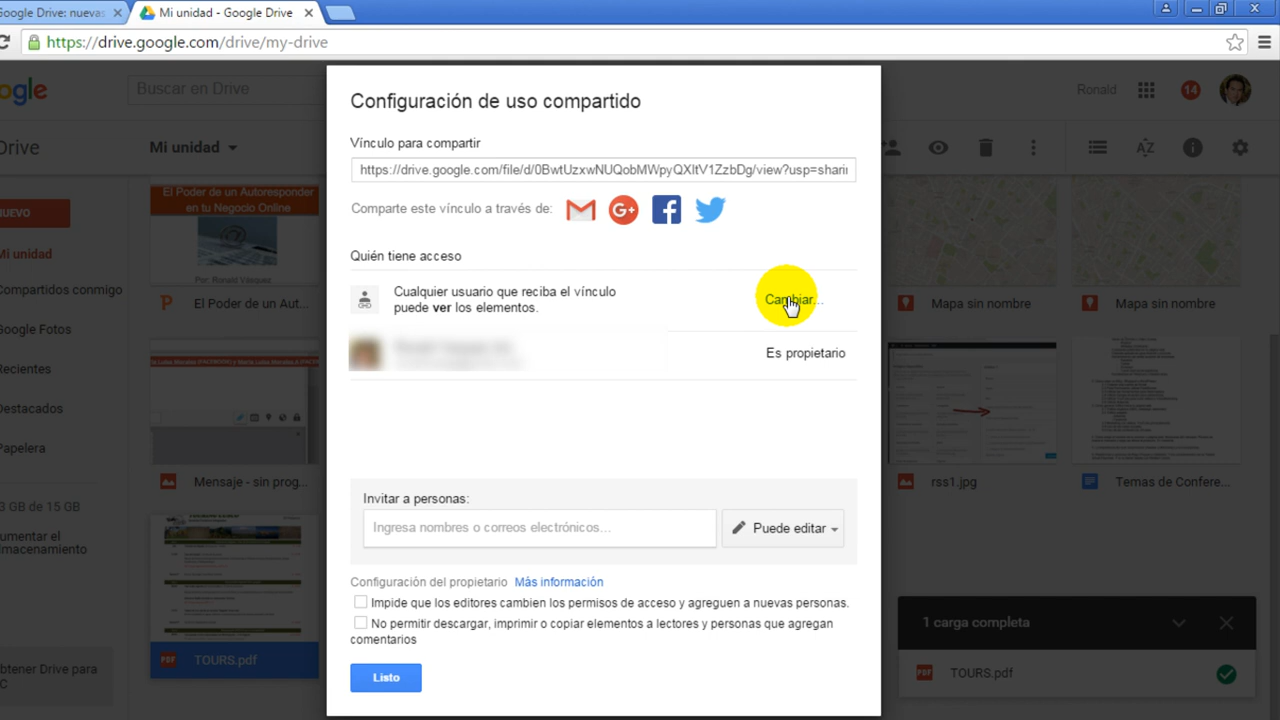 Google Drive: nuevas
Mi unidad - Google Drive
https://drive.google.com/drive/my-drive
ogle
Buscar en Drive
Ronald
14
Drive
Mi unidad
NUEVO
Mi unidad
Compartidos conmigo
Google Fotos
Recientes
Destacados
Papelera
3 GB de 15 GB
umentar el
lmacenamiento
btener Drive para
C
El Poder de un Autoresponder
en tu Negocio Online
Por: Ronald Vásquez
El Poder de un Aut...
Mensaje - sin prog...
TOURS.pdf
Configuración de uso compartido
Vínculo para compartir
https://drive.google.com/file/d/0BwtUzxwNUQobMWpyQXltV1ZzbDg/view?usp=sharin
Comparte este vínculo a través de:
Quién tiene acceso
Cualquier usuario que reciba el vínculo
puede ver los elementos.
Cambiar...
Es propietario
Invitar a personas:
Ingresa nombres o correos electrónicos...
Puede editar
Configuración del propietario Más información
Impide que los editores cambien los permisos de acceso y agreguen a nuevas personas.
No permitir descargar, imprimir o copiar elementos a lectores y personas que agregan
comentarios
Listo
Mapa sin nombre
Mapa sin nombre
rss1.jpg
Temas de Confere...
1 carga completa
TOURS.pdf